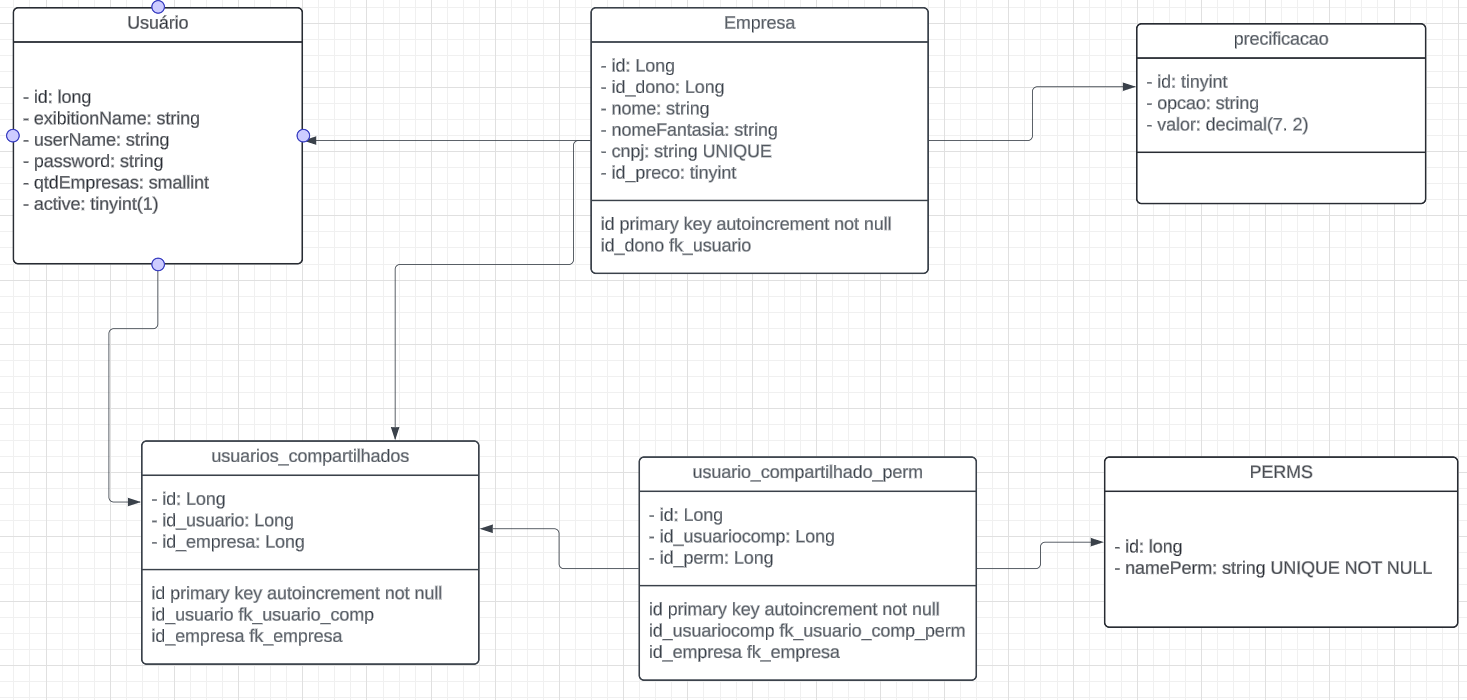 Usuário
- id: long
- exibitionName: string
- userName: string
- password: string
- qtdEmpresas: smallint
- active: tinyint(1)
Empresa
- id: Long
- id_dono: Long
- nome: string
- nomeFantasia: string
- cnpj: string UNIQUE
- id_preco: tinyint
id primary key autoincrement not null
id_dono fk_usuario
precificacao
- id: tinyint
- opcao: string
- valor: decimal(7. 2)
usuarios_compartilhados
- id: Long
- id_usuario: Long
- id_empresa: Long
id primary key autoincrement not null
id_usuario fk_usuario_comp
id_empresa fk_empresa
usuario_compartilhado_perm
- id: Long
- id_usuariocomp: Long
- id_perm: Long
id primary key autoincrement not null
id_usuariocomp fk_usuario_comp_perm
id_empresa fk_empresa
PERMS
- id: long
- namePerm: string UNIQUE NOT NULL